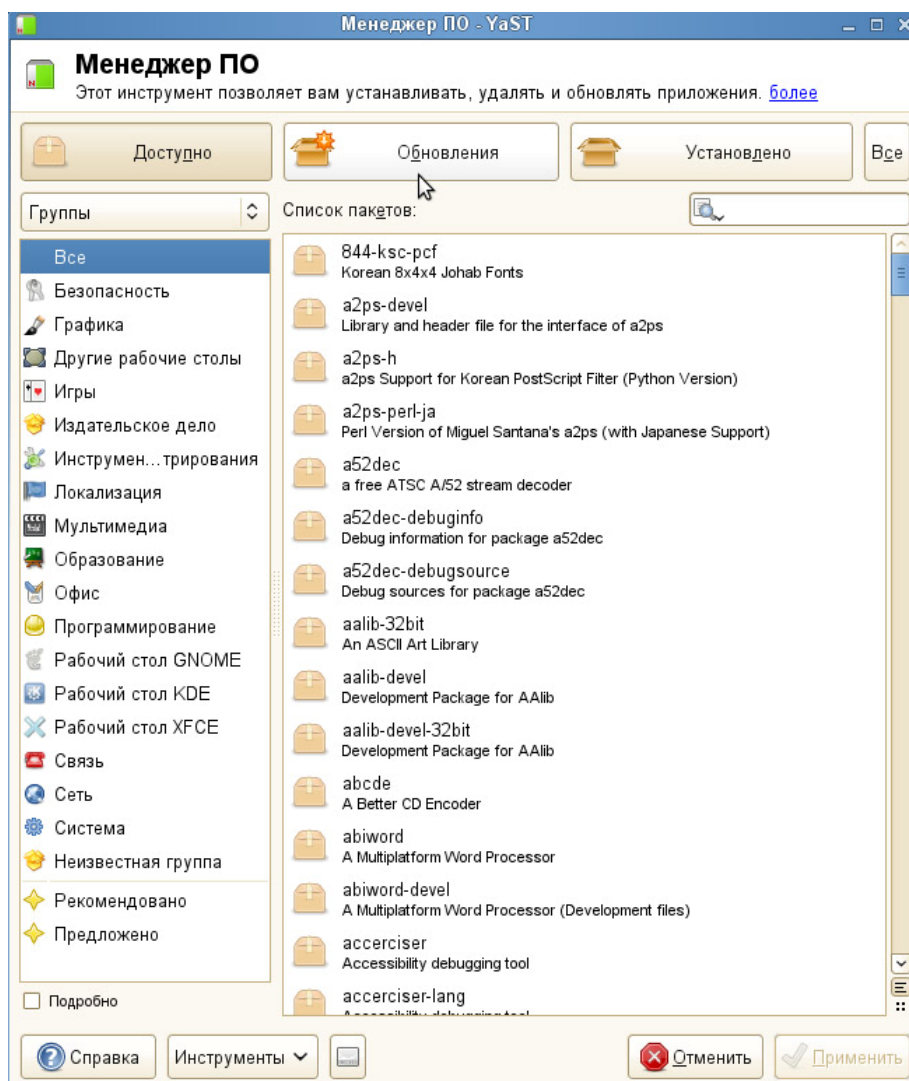 Менеджер ПО - YaST
Менеджер ПО
Этот инструмент позволяет вам устанавливать, удалять и обновлять приложения. более
Доступно
Обновления
Установлено
Все
Группы
Список пакетов:
Все
Безопасность
Графика
Другие рабочие столы
Игры
Издательское дело
Инструмен...трирования
Локализация
Мультимедиа
Образование
Офис
Программирование
Рабочий стол GNOME
Рабочий стол KDE
Рабочий стол XFCE
Связь
Сеть
Система
Неизвестная группа
Рекомендовано
Предложено
Подробно
844-ksc-pcf
Korean 8x4x4 Johab Fonts
a2ps-devel
Library and header file for the interface of a2ps
a2ps-h
a2ps Support for Korean PostScript Filter (Python Version)
a2ps-perl-ja
Perl Version of Miguel Santana's a2ps (with Japanese Support)
a52dec
a free ATSC A/52 stream decoder
a52dec-debuginfo
Debug information for package a52dec
a52dec-debugsource
Debug sources for package a52dec
aalib-32bit
An ASCII Art Library
aalib-devel
Development Package for AAlib
aalib-devel-32bit
Development Package for AAlib
abcde
A Better CD Encoder
abiword
A Multiplatform Word Processor
abiword-devel
A Multiplatform Word Processor (Development files)
accerciser
Accessibility debugging tool
accerciser-lang
Accessibility debugging tool
Справка
Инструменты
Отменить
Применить